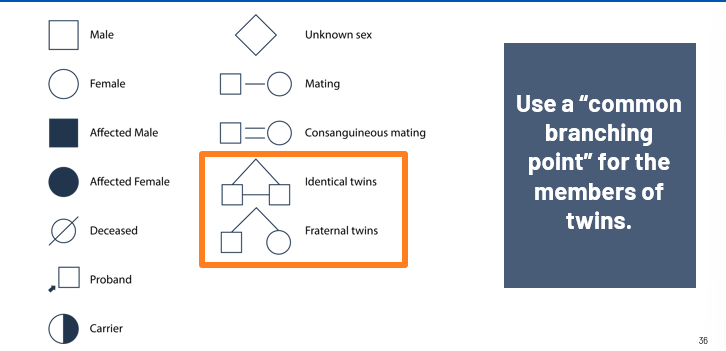 Male
Female
Affected Male
Affected Female
Deceased
Proband
Carrier
Unknown sex
Mating
Consanguineous mating
Identical twins
Fraternal twins
Use a “common
branching
point” for the
members of
twins.
36